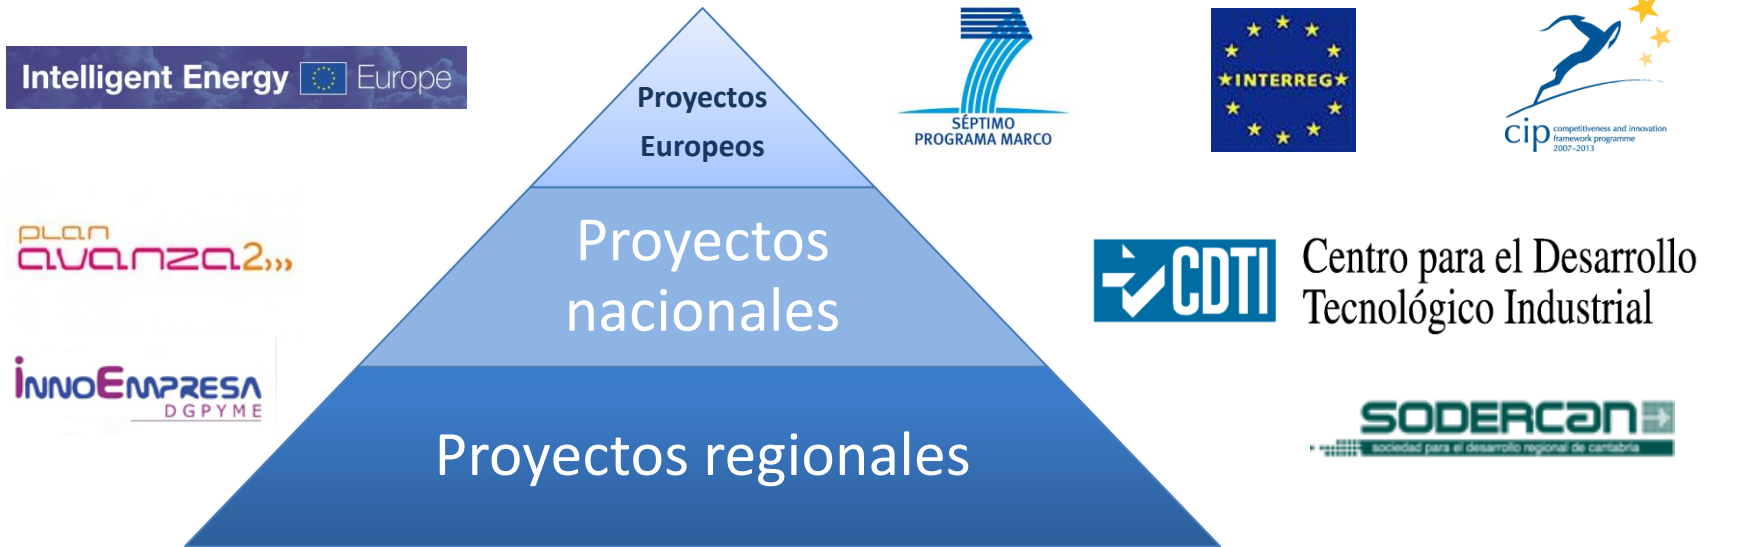 Intelligent Energy Europe
Proyectos
Europeos
SÉPTIMO
PROGRAMA MARCO
INTERREG
cip competitiveness and innovation
framework programme
2007-2013
PLan
avanza2
Proyectos
nacionales
CDTI
Centro para el Desarrollo
Tecnológico Industrial
INNOEMPRESA
DGPYME
Proyectos regionales
SODERCan
sociedad para el desarrollo regional de cantabria